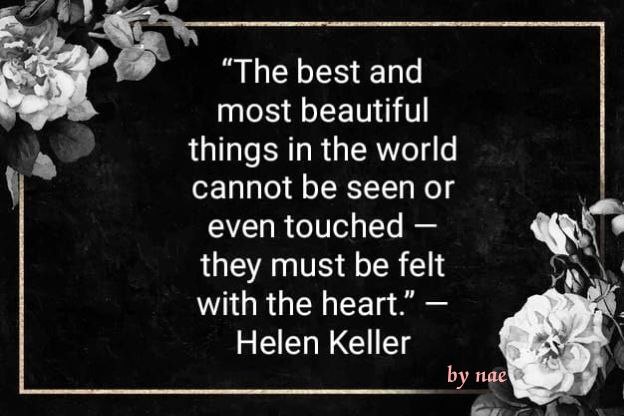 “The best and
most beautiful
things in the world
cannot be seen or
even touched —
they must be felt
with the heart.” —
Helen Keller
by nae